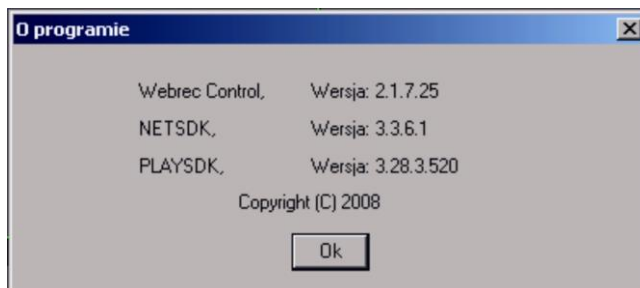 O programie
Webrec Control, Wersja: 2.1.7.25
NETSDK, Wersja: 3.3.6.1
PLAYSDK, Wersja: 3.28.3.520
Copyright (C) 2008
Ok